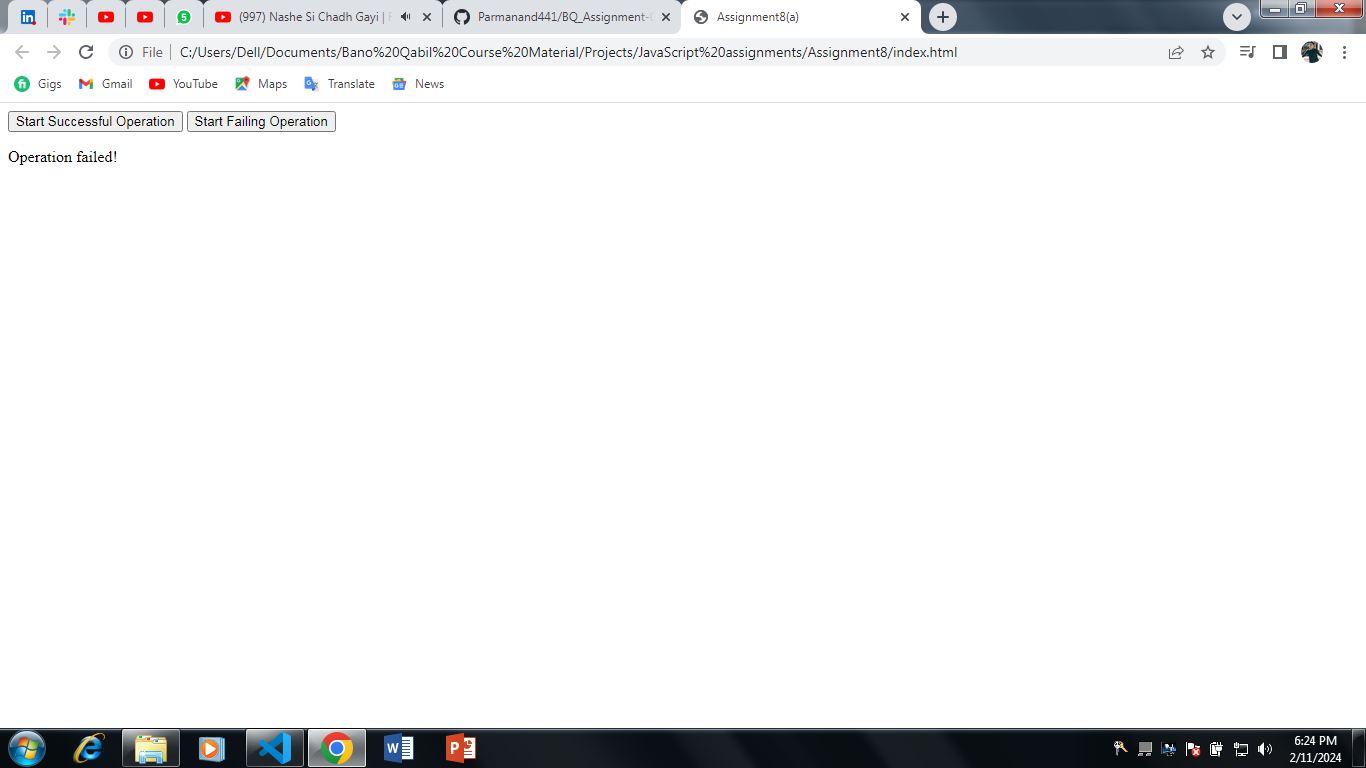 (997) Nashe Si Chadh Gayi |
Parmanand441/BQ_Assignment-
Assignment8(a)
File
C:/Users/Dell/Documents/Bano%20Qabil%20Course%20Material/Projects/JavaScript%20assignments/Assignment8/index.html
Gigs
Gmail
YouTube
Maps
Translate
News
Start Successful Operation
Start Failing Operation
Operation failed!
6:24 PM
2/11/2024